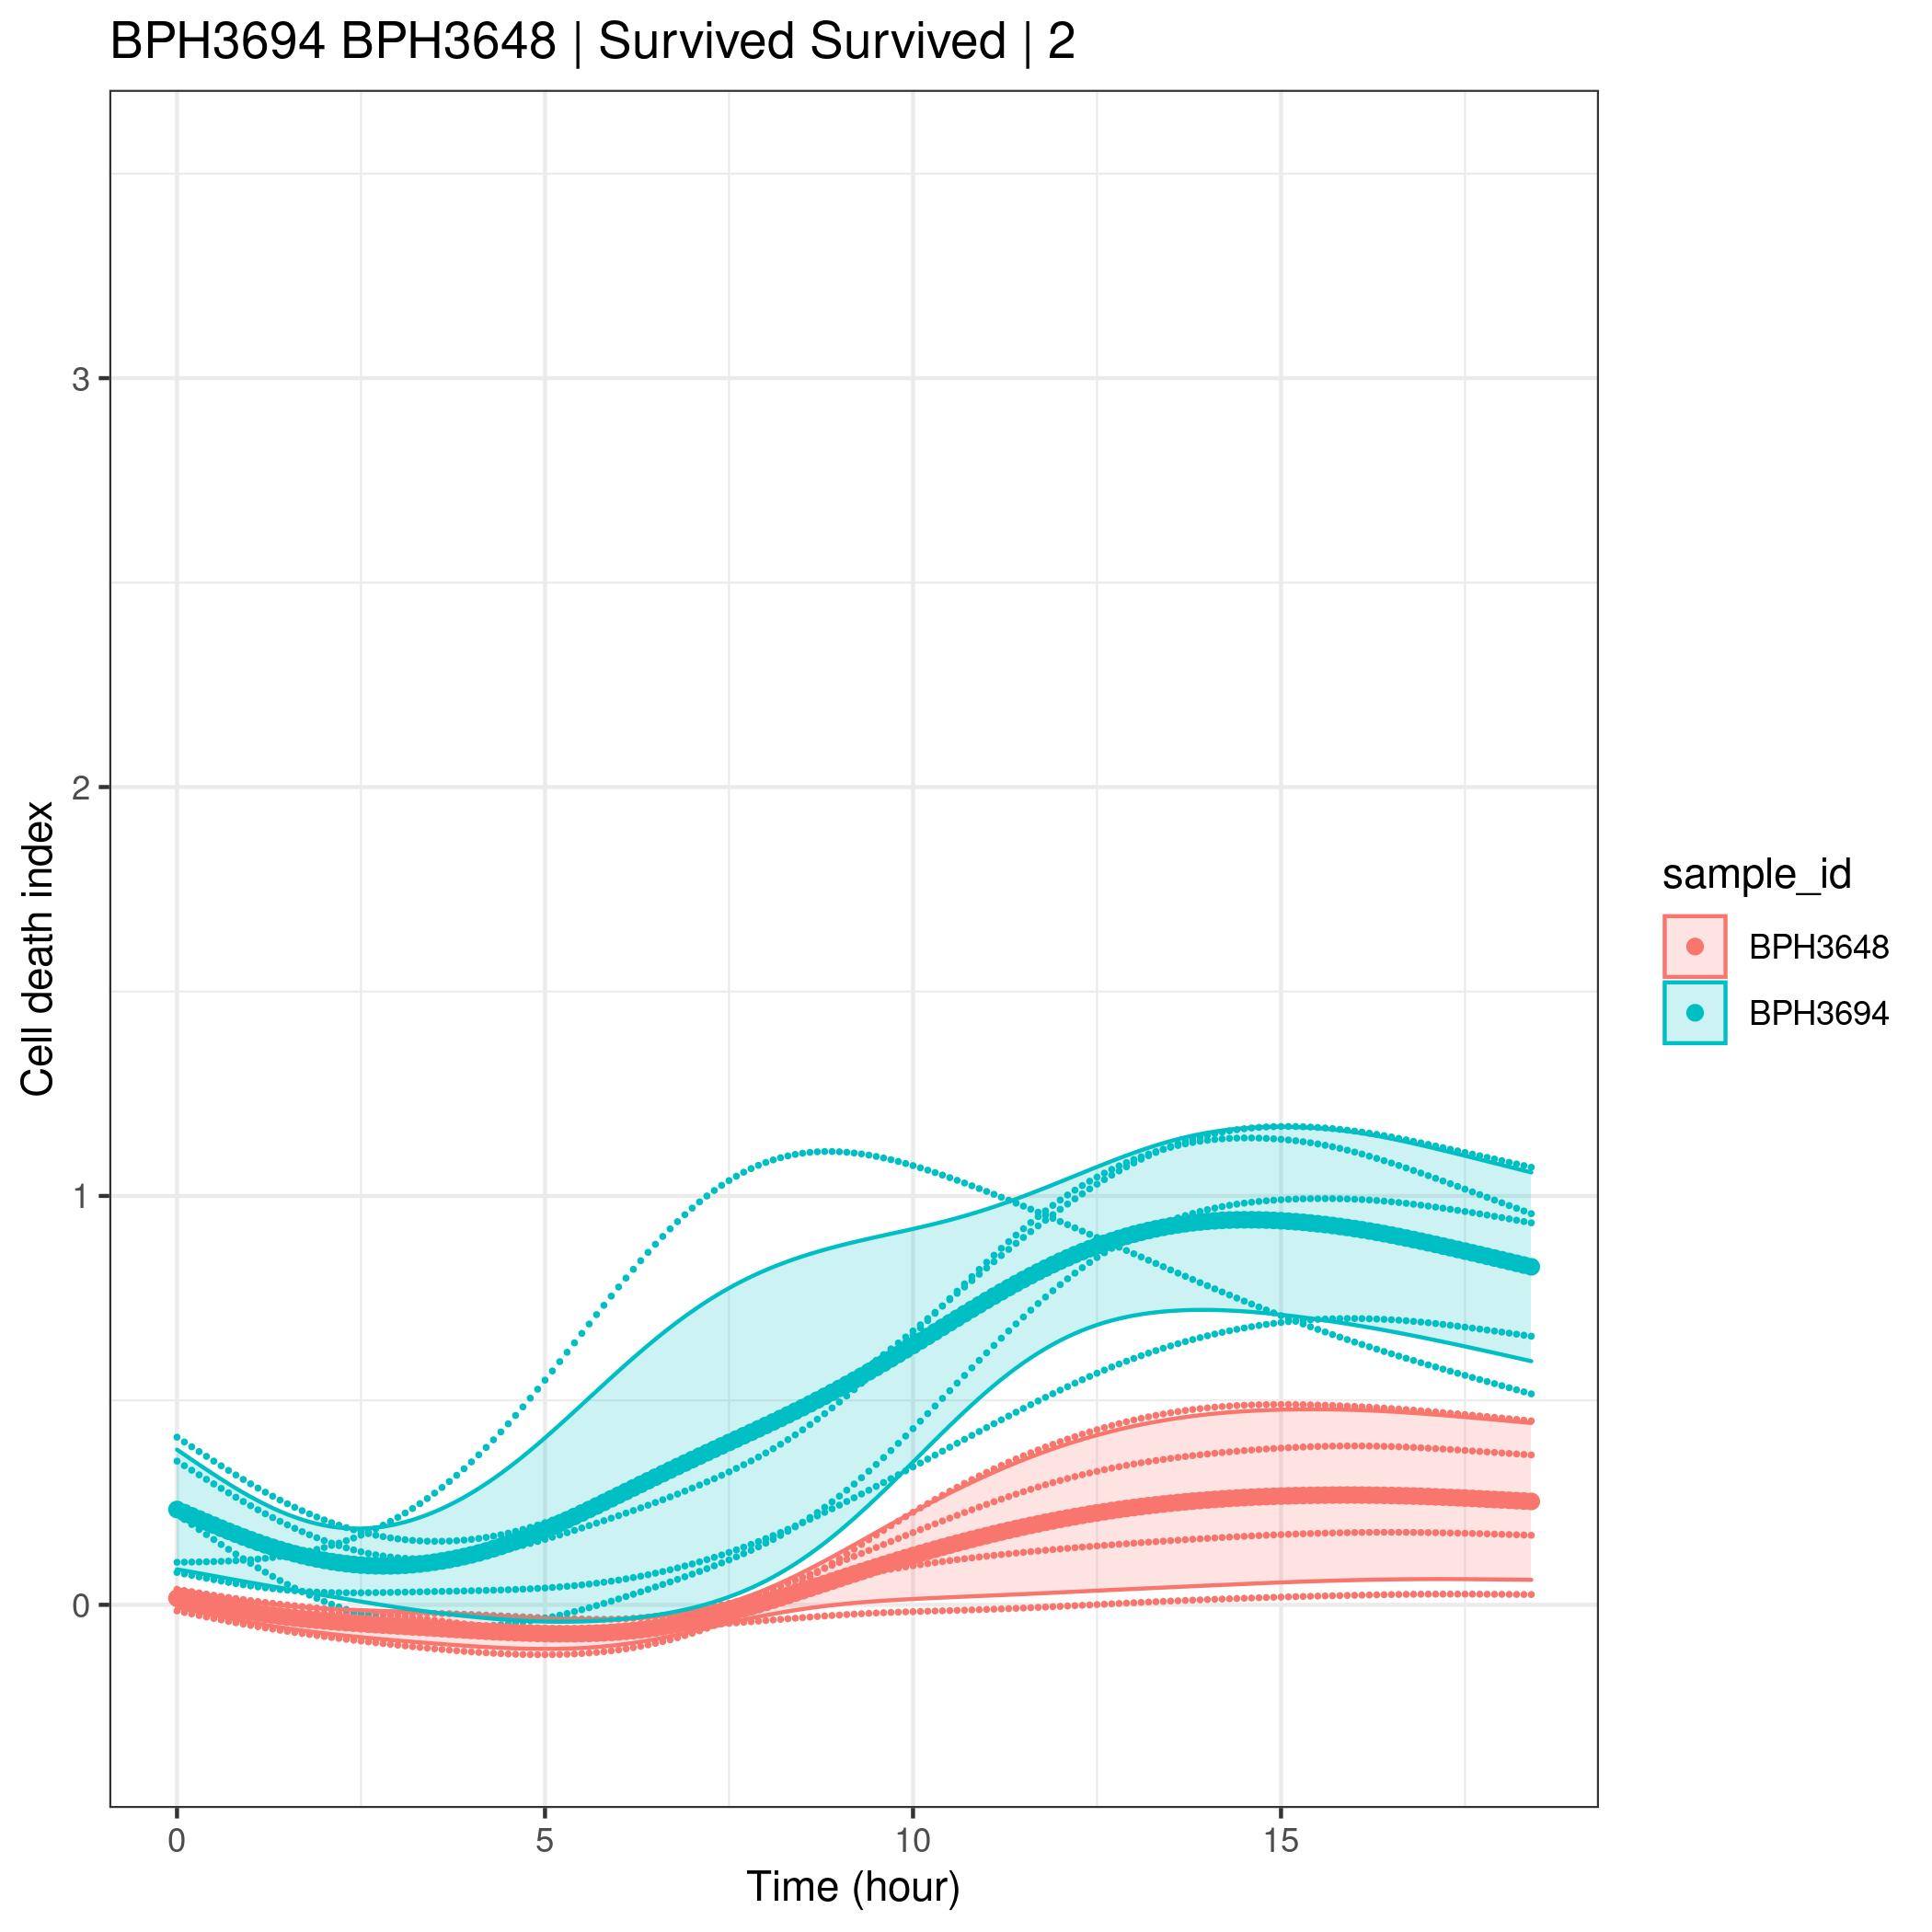 BPH3694 BPH3648 | Survived Survived | 2
3
2
1
0
Cell death index
0 5 10 15
Time (hour)
sample_id
BPH3648
BPH3694